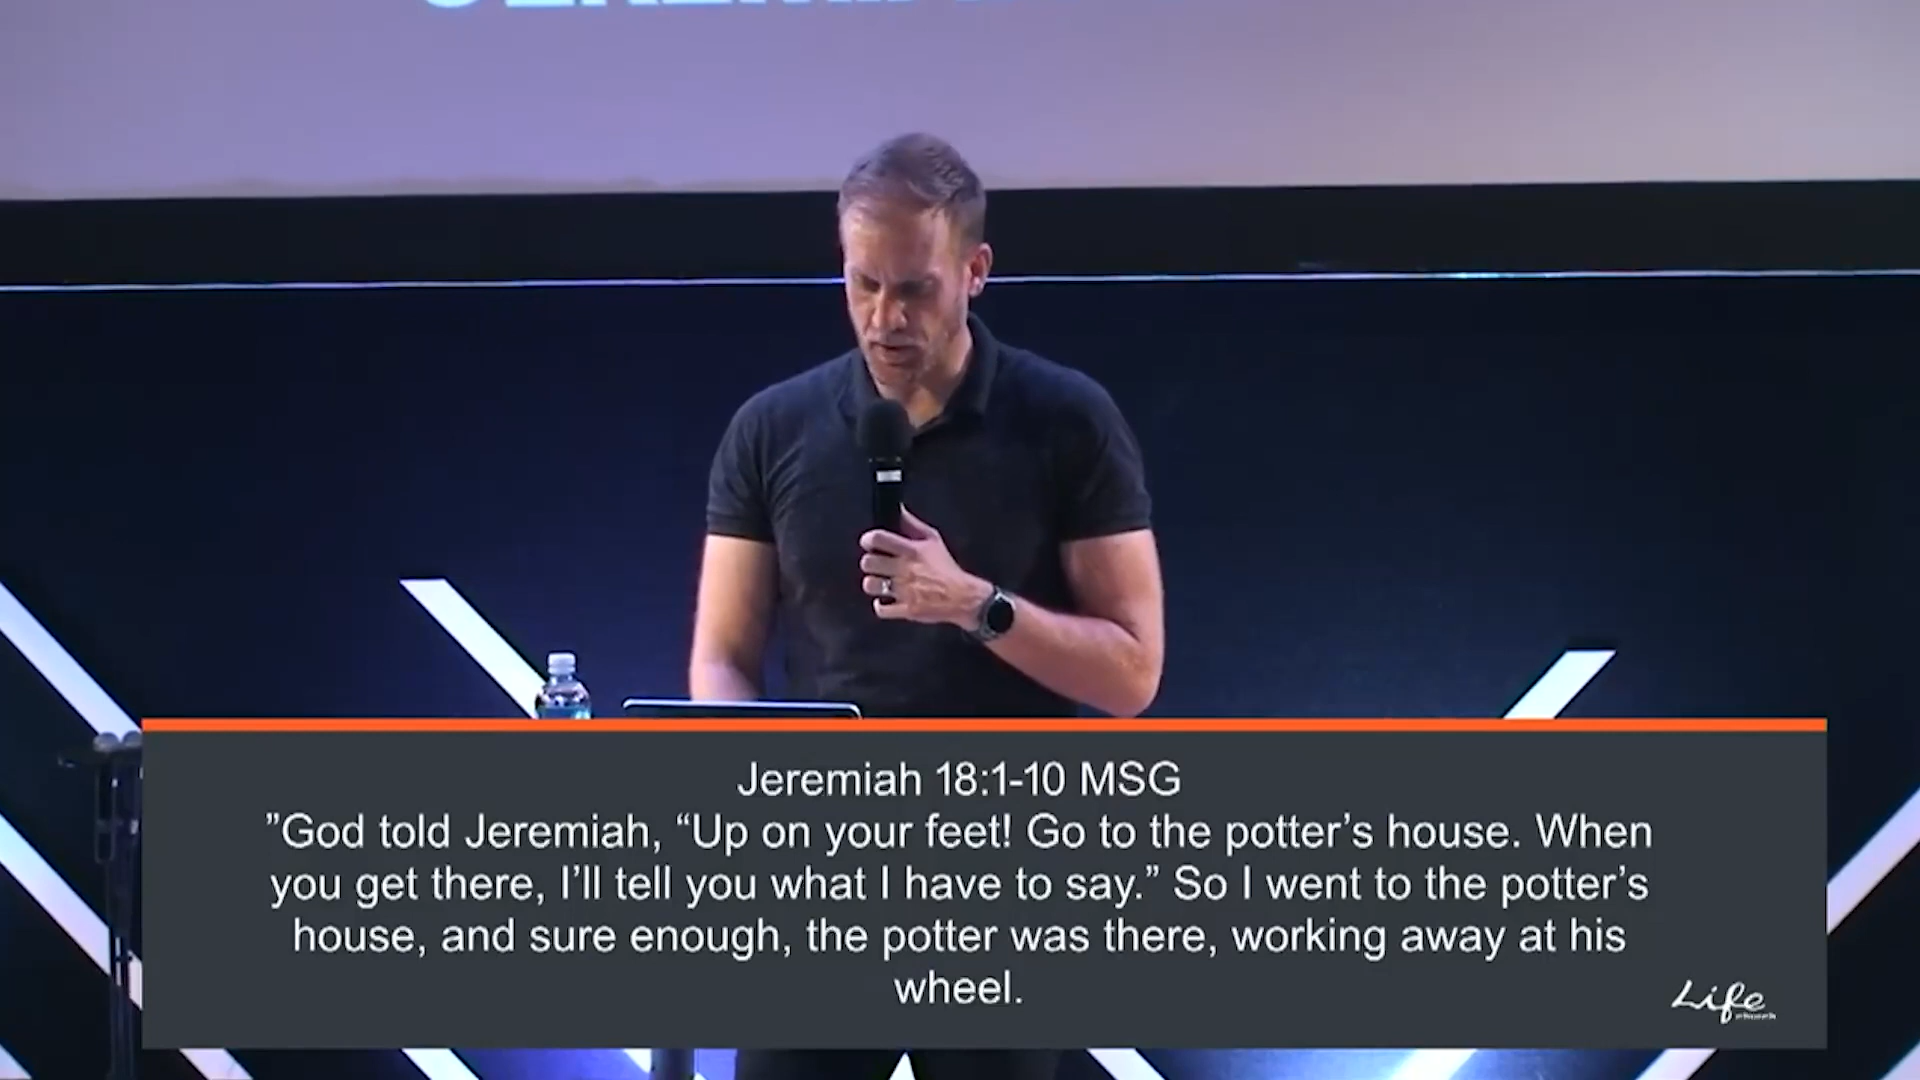 Jeremiah 18:1-10 MSG
”God told Jeremiah, “Up on your feet! Go to the potter’s house. When
you get there, I’ll tell you what I have to say.” So I went to the potter’s
house, and sure enough, the potter was there, working away at his
wheel.
Life